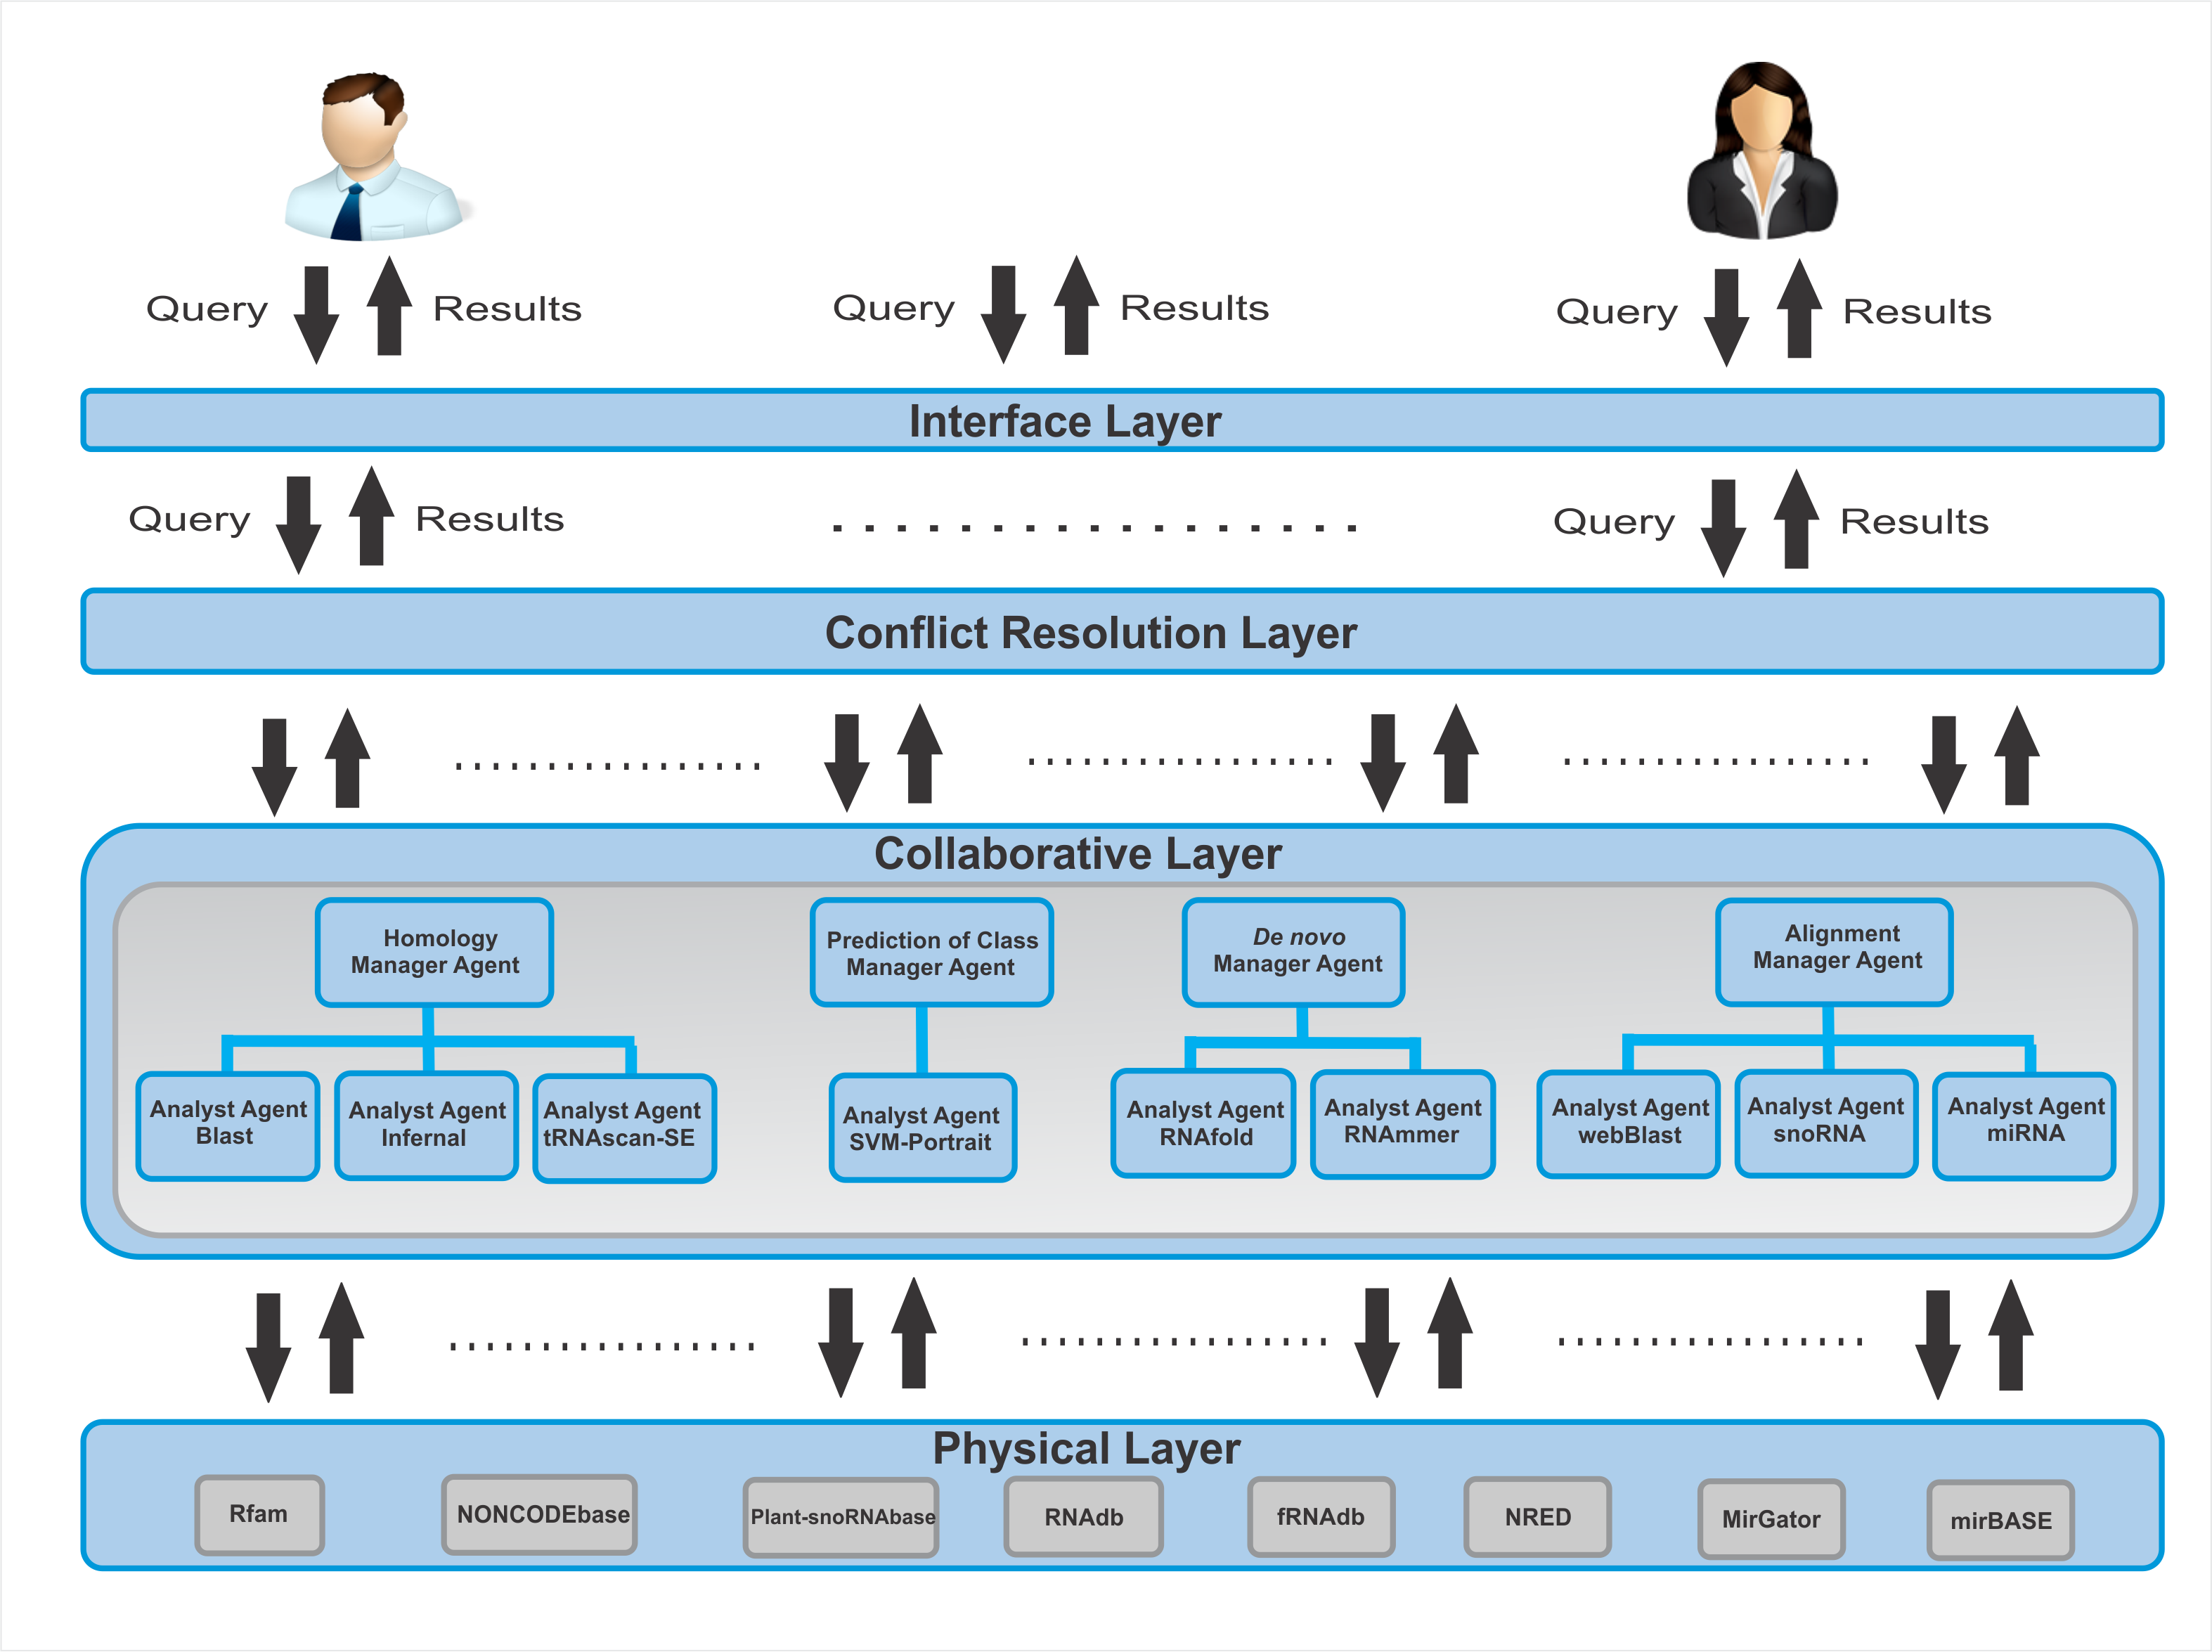 Query Results
Query Results
Query Results
Interface Layer
Query Results
Query Results
Conflict Resolution Layer
Collaborative Layer
Homology
Manager Agent
Prediction of Class
Manager Agent
De novo
Manager Agent
Alignment
Manager Agent
Analyst Agent
Blast
Analyst Agent
Infernal
Analyst Agent
tRNAscan-SE
Analyst Agent
SVM-Portrait
Analyst Agent
RNAfold
Analyst Agent
RNAmmer
Analyst Agent
webBlast
Analyst Agent
snoRNA
Analyst Agent
miRNA
Physical Layer
Rfam
NONCODEbase
Plant-snoRNAbase
RNAdb
fRNAdb
NRED
MirGator
mirBASE